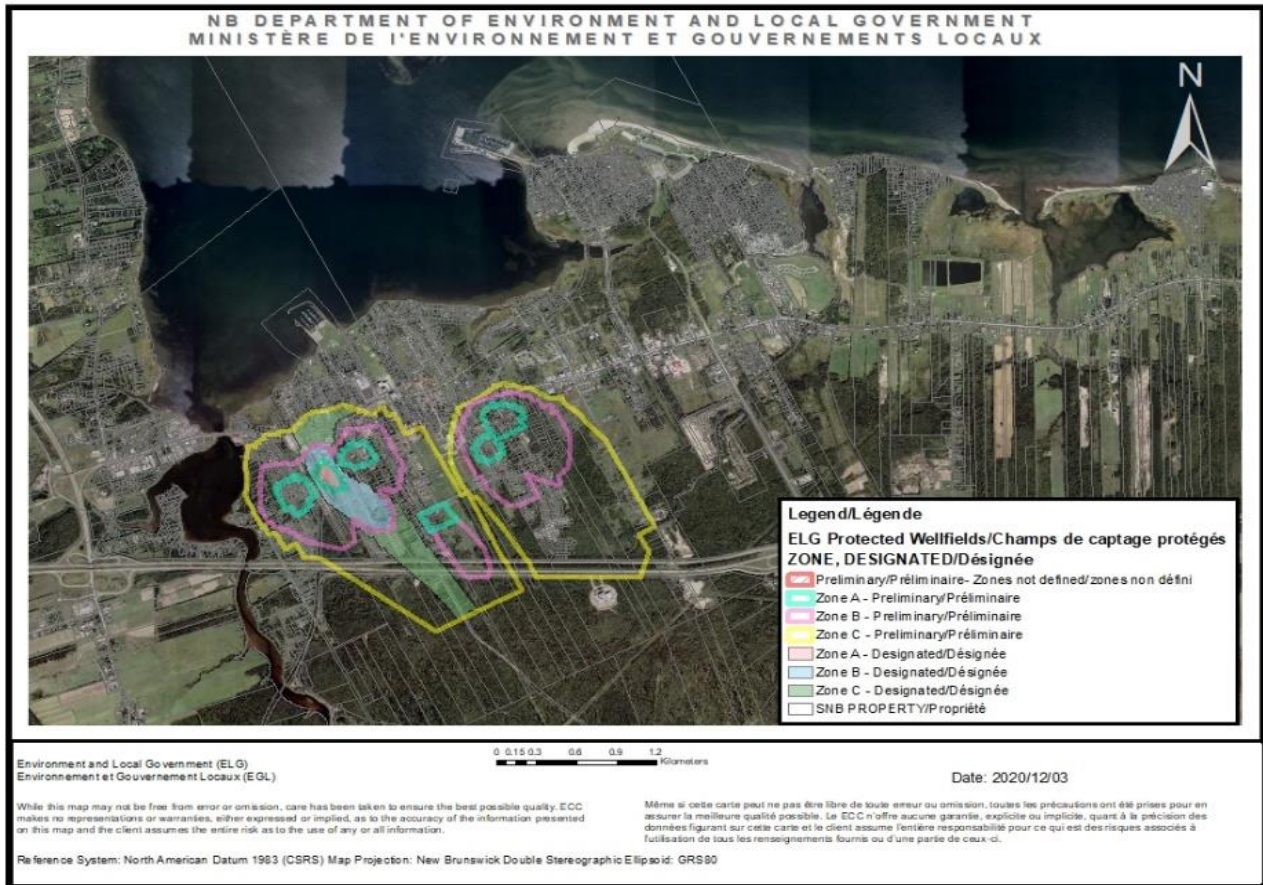 NB DEPARTMENT OF ENVIRONMENT AND LOCAL GOVERNMENT
MINISTÈRE DE l'ENVIRONNEMENT ET GOUVERNEMENTS LOCAUX
N
Legend/Légende
ELG Protected Wellfields/Champs de captage protégés
ZONE, DESIGNATED/Désignée
Preliminary/Préliminaire- Zones not defined/zones non défini
Zone A - Preliminary/Préliminaire
Zone B - Preliminary/Préliminaire
Zone C - Preliminary/Préliminaire
Zone A - Designated/Désignée
Zone B - Designated/Désignée
Zone C - Designated/Désignée
SNB PROPERTY/Propriété
0 0.15 0.3 0.6 0.9 1.2
Kilometers
Environment and Local Government (ELG)
Environnement et Gouvernement Locaux (EGL)
Date: 2020/12/03
While this map may not be free from error or omission, care has been taken to ensure the best possible quality. ECC
makes no representations or warranties, either expressed or implied, as to the accuracy of the information presented
on this map and the client assumes the entire risk as to the use of any or all information.
Même si cette carte peut ne pas être libre de toute erreur ou omission, toutes les précautions ont été prises pour en
assurer la meilleure qualité possible. Le ECC n'offre aucune garantie, explicite ou implicite, quant à la précision des
données figurant sur cette carte et le client assume l'entière responsabilité pour ce qui est des risques associés à
l'utilisation de tous les renseignements fournis ou d'une partie de ceux-ci.
Reference System: North American Datum 1983 (CSRS) Map Projection: New Brunswick Double Stereographic Ellipsoid: GRS80